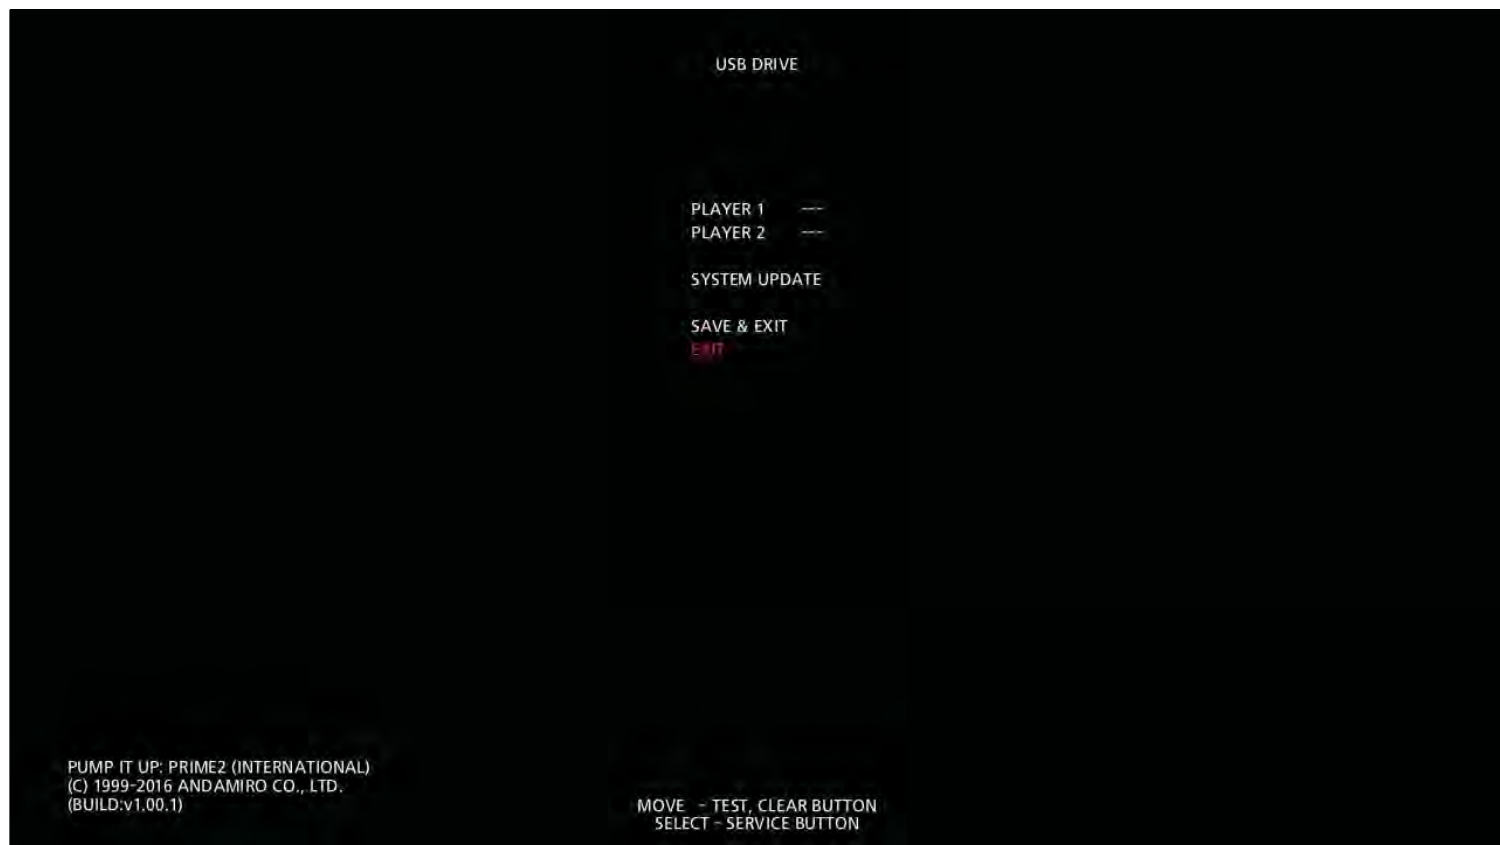 USB DRIVE
PLAYER 1 ---
PLAYER 2 ---
SYSTEM UPDATE
SAVE & EXIT
EXIT
PUMP IT UP: PRIME2 (INTERNATIONAL)
(C) 1999-2016 ANDAMIRO CO., LTD.
(BUILD:v1.00.1)
MOVE - TEST, CLEAR BUTTON
SELECT - SERVICE BUTTON